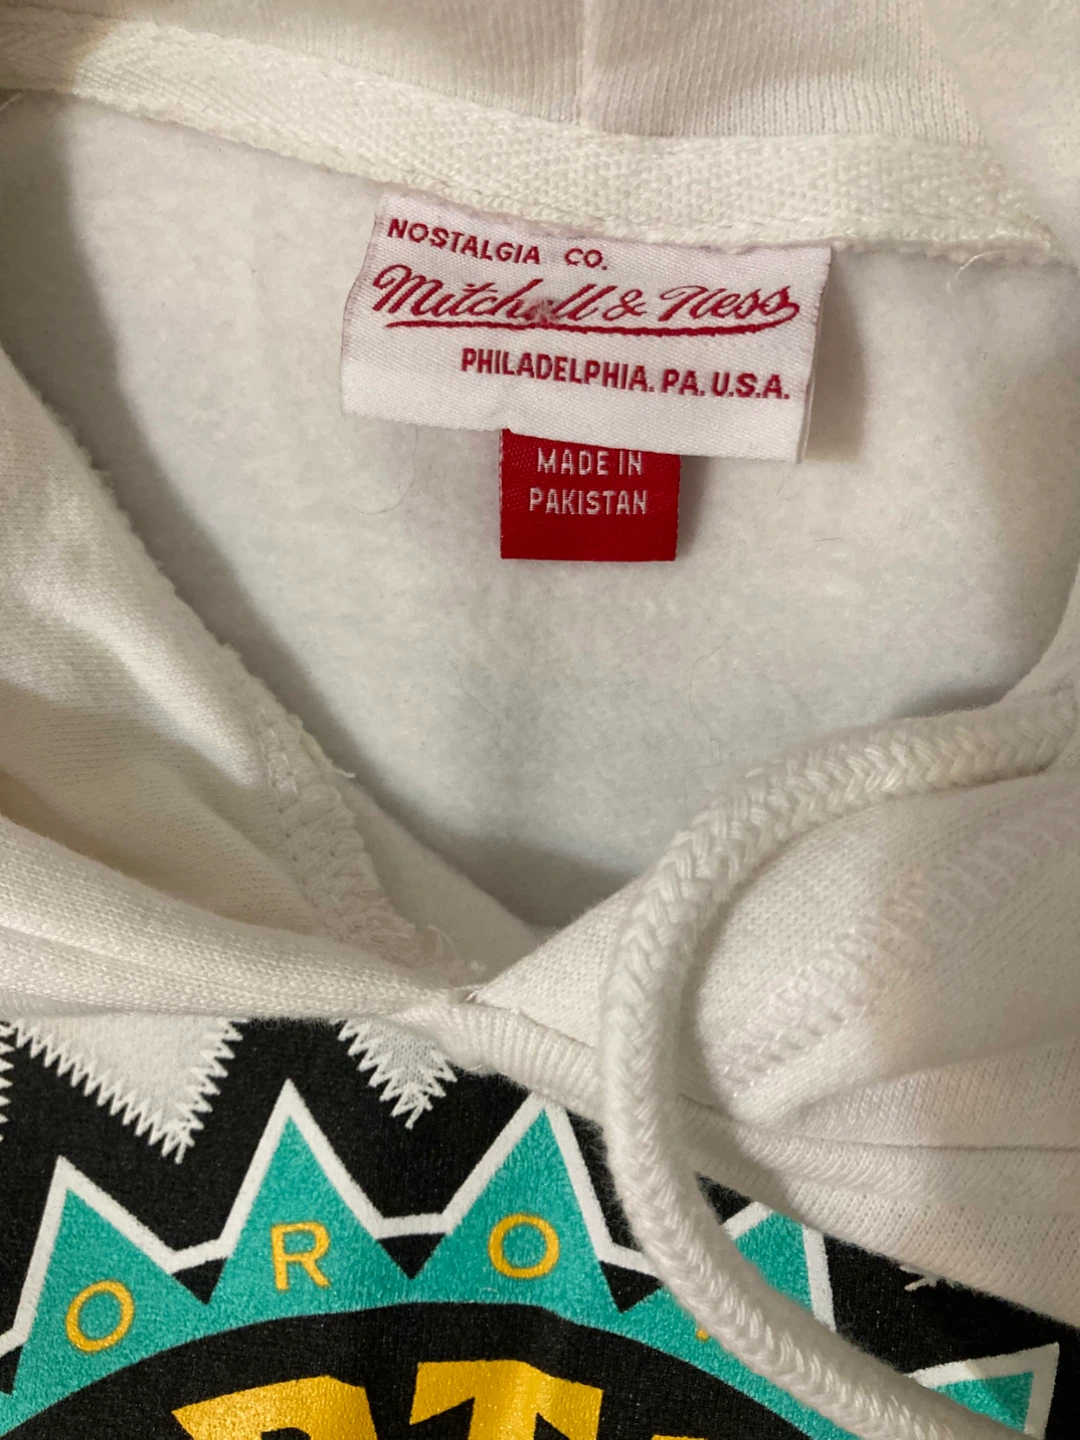 NOSTALGIA CO.
Mitchell & Ness
PHILADELPHIA. PA. U.S.A.
MADE IN
PAKISTAN
O R O